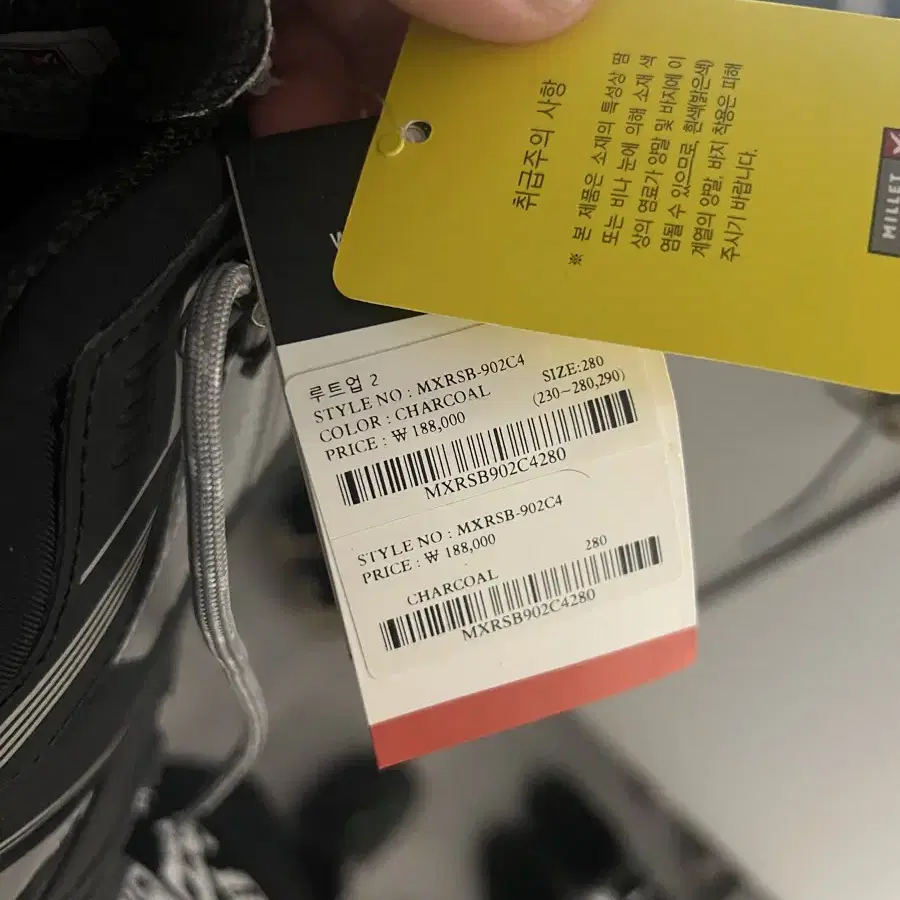 취급주의 사항
※ 본 제품은 소재의 특성상 땀
또는 비나 눈에 의해 소재 색
상의 염료가 양말 및 바지에 이
염될 수 있으므로, 흰색(밝은색)
계열의 양말, 바지 착용은 피해
주시기 바랍니다.
MILLET
루트업 2
STYLE NO : MXRSB-902C4
COLOR : CHARCOAL
SIZE:280
PRICE : ₩ 188,000
(230~280,290)
MXRSB902C4280
STYLE NO : MXRSB-902C4
PRICE : ₩ 188,000
280
CHARCOAL
MXRSB902C4280